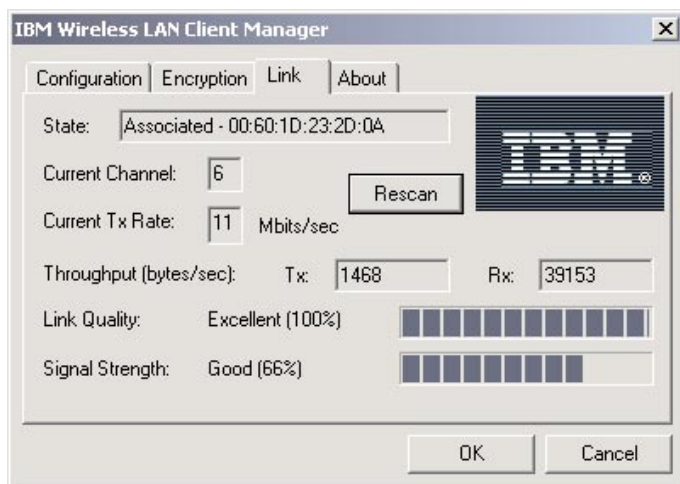 IBM Wireless LAN Client Manager
Configuration Encryption Link About
State: Associated - 00:60:1D:23:2D:0A
IBM®
Current Channel: 6
Rescan
Current Tx Rate: 11 Mbits/sec
Throughput (bytes/sec): Tx: 1468 Rx: 39153
Link Quality: Excellent (100%)
Signal Strength: Good (66%)
OK Cancel